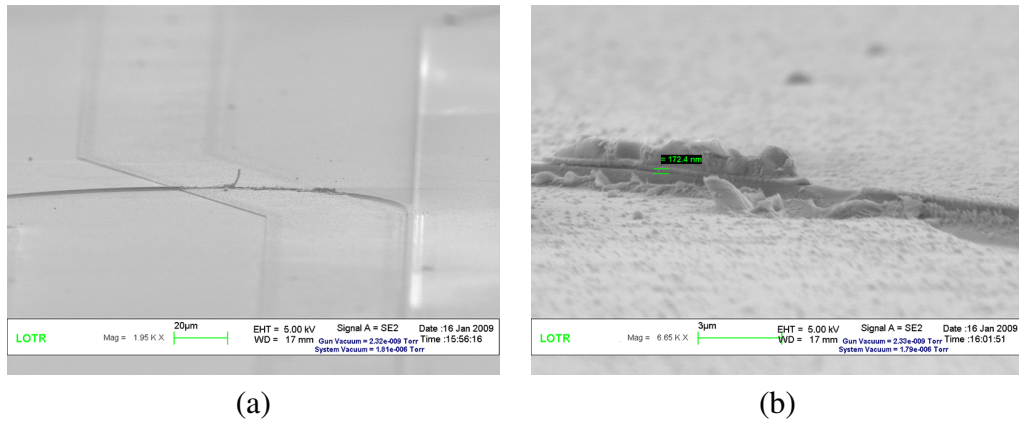 20µm
LOTR
Mag = 1.95 K X
EHT = 5.00 kV
Signal A = SE2
Date :16 Jan 2009
WD = 17 mm
Gun Vacuum = 2.32e-009 Torr
Time :15:56:16
System Vacuum = 1.81e-006 Torr
(a)
= 172.4 nm
3µm
LOTR
Mag = 6.65 K X
EHT = 5.00 kV
Signal A = SE2
Date :16 Jan 2009
WD = 17 mm
Gun Vacuum = 2.33e-009 Torr
Time :16:01:51
System Vacuum = 1.79e-006 Torr
(b)